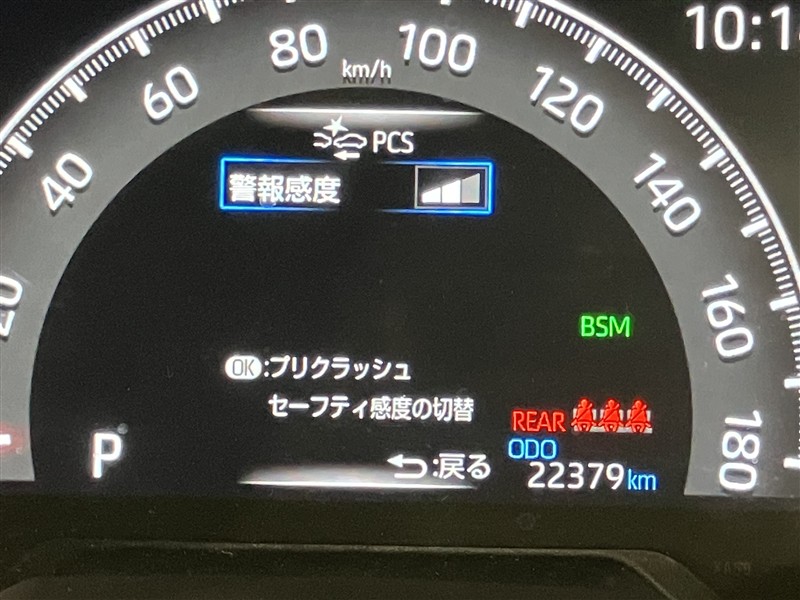 10:1
80
100
km/h
60
120
PCS
40
警報感度
140
20
BSM
160
OK:プリクラッシュ
セーフティ感度の切替
REAR
180
P
ODO
:戻る
22379km